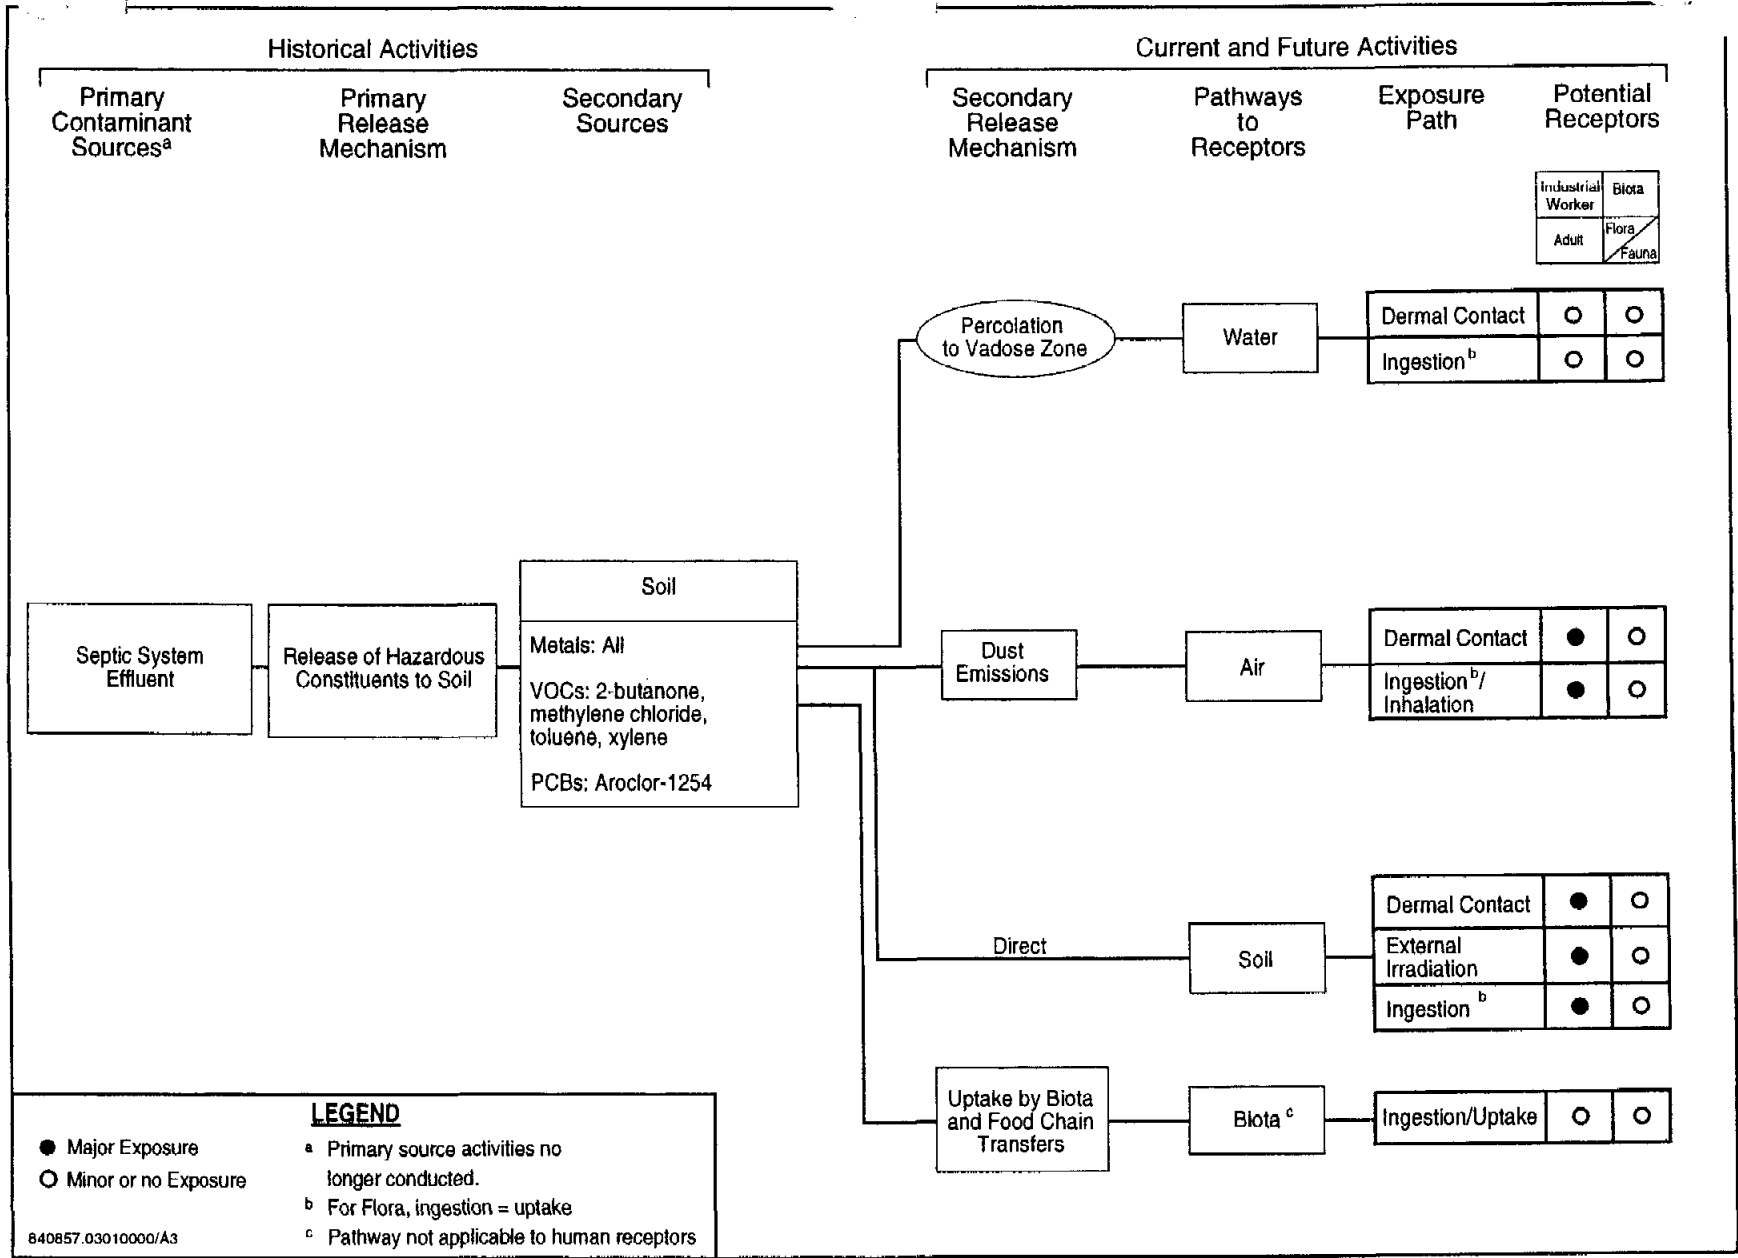 Historical Activities
Current and Future Activities
Primary
Contaminant
Sourcesᵃ
Primary
Release
Mechanism
Secondary
Sources
Secondary
Release
Mechanism
Pathways
to
Receptors
Exposure
Path
Potential
Receptors
Industrial
Worker
Biota
Adult
Flora
Fauna
Percolation
to Vadose Zone
Water
Dermal Contact
Ingestionᵇ
Septic System
Effluent
Release of Hazardous
Constituents to Soil
Soil
Metals: All
VOCs: 2-butanone,
methylene chloride,
toluene, xylene
PCBs: Aroclor-1254
Dust
Emissions
Air
Dermal Contact
Ingestionᵇ/
Inhalation
Direct
Soil
Dermal Contact
External
Irradiation
Ingestion ᵇ
Uptake by Biota
and Food Chain
Transfers
Biota ᶜ
Ingestion/Uptake
LEGEND
Major Exposure
Minor or no Exposure
ᵃ Primary source activities no
longer conducted.
ᵇ For Flora, ingestion = uptake
ᶜ Pathway not applicable to human receptors
840857.03010000/A3